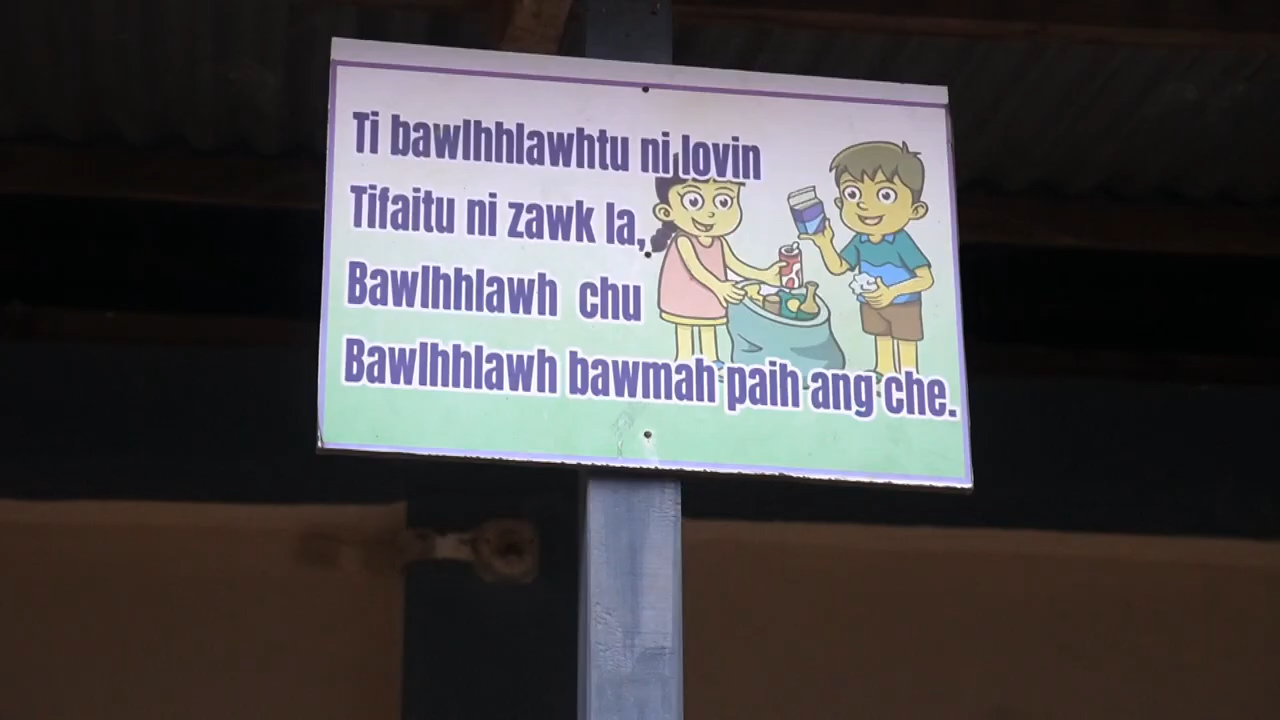 Ti bawlhhlawhtu ni lovin
Tifaitu ni zawk la,
Bawlhhlawh chu
Bawlhhlawh bawmah paih ang che.